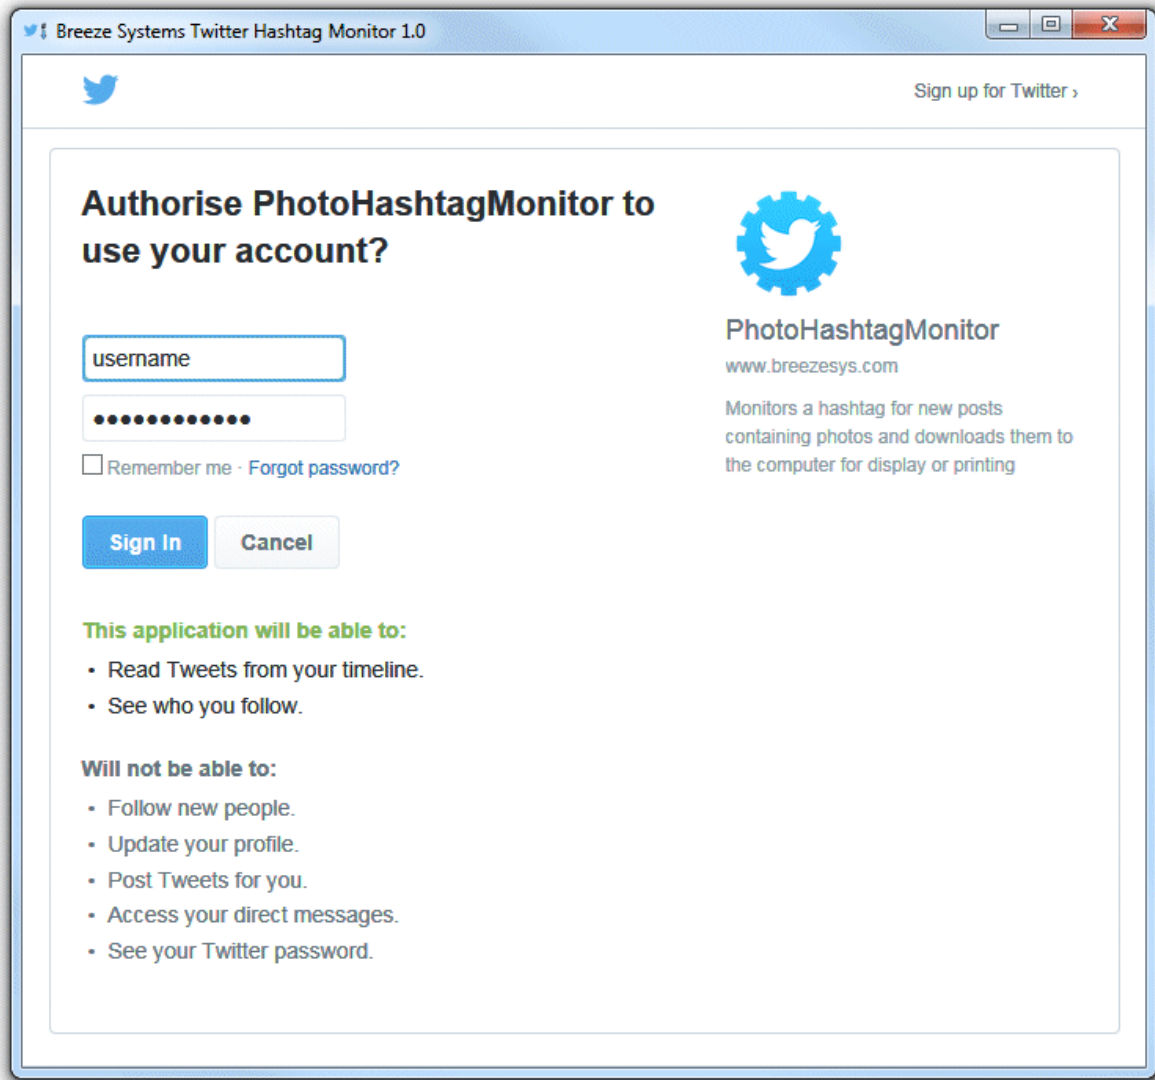 Breeze Systems Twitter Hashtag Monitor 1.0
Sign up for Twitter ›
Authorise PhotoHashtagMonitor to
use your account?
username
••••••••••••
Remember me · Forgot password?
Sign In Cancel
PhotoHashtagMonitor
www.breezesys.com
Monitors a hashtag for new posts
containing photos and downloads them to
the computer for display or printing
This application will be able to:
• Read Tweets from your timeline.
• See who you follow.
Will not be able to:
• Follow new people.
• Update your profile.
• Post Tweets for you.
• Access your direct messages.
• See your Twitter password.